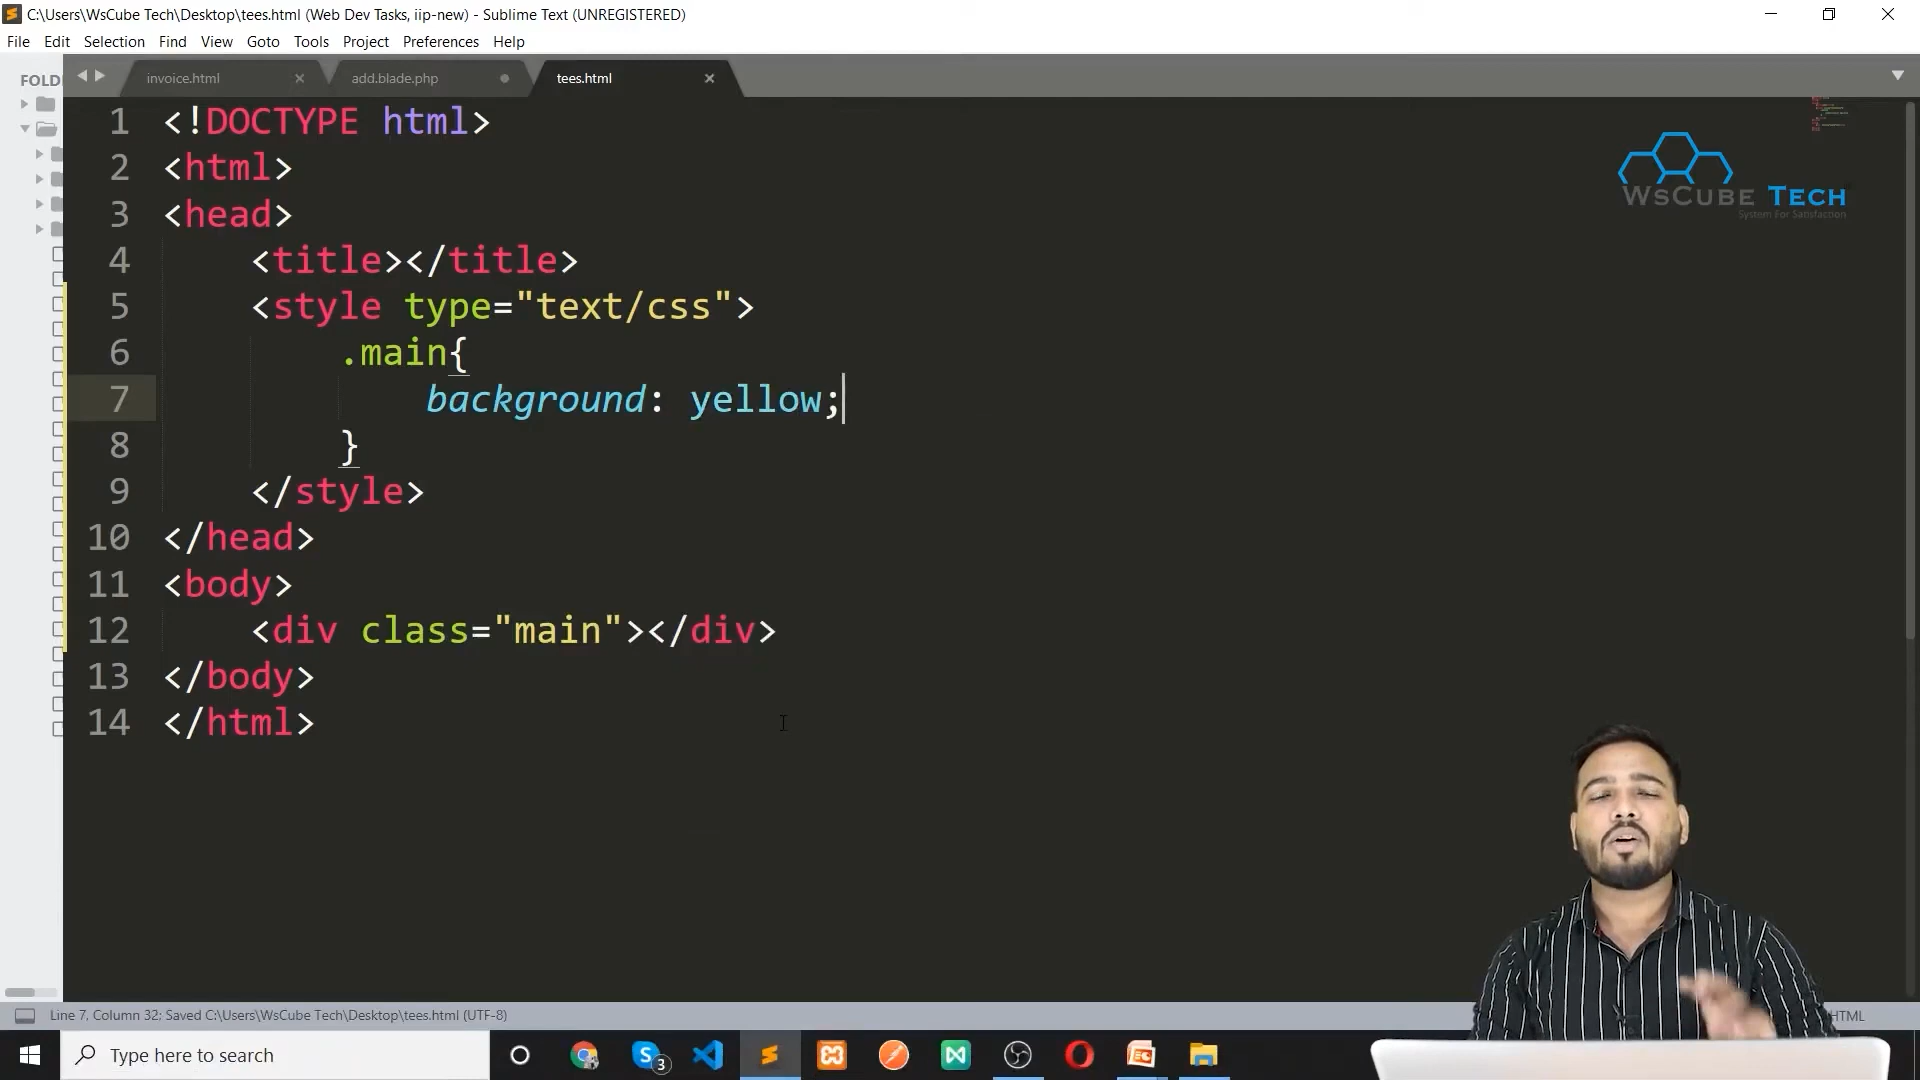 C:\Users\WsCube Tech\Desktop\tees.html (Web Dev Tasks, iip-new) - Sublime Text (UNREGISTERED)
File Edit Selection Find View Goto Tools Project Preferences Help
FOLD
invoice.html
add.blade.php
tees.html
1 <!DOCTYPE html>
2 <html>
3 <head>
4 <title></title>
5 <style type="text/css">
6 .main{
7 background: yellow;
8 }
9 </style>
10 </head>
11 <body>
12 <div class="main"></div>
13 </body>
14 </html>
WsCube Tech
System For Satisfaction
Line 7, Column 32: Saved C:\Users\WsCube Tech\Desktop\tees.html (UTF-8)
HTML
Type here to search
3